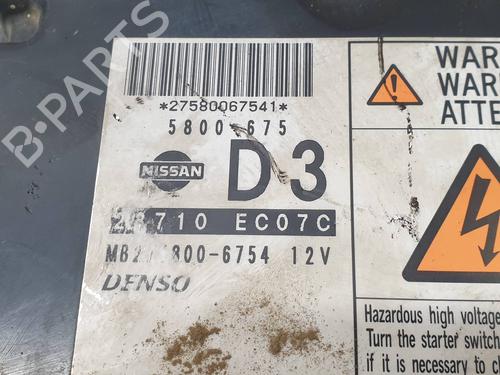 B-PARTS
*27580067541*
5800-675
NISSAN
D3
710 EC07C
800-6754 12V
DENSO
WAR
WAR
ATTE
Hazardous high voltage
Turn the starter switch
if it is necessary to